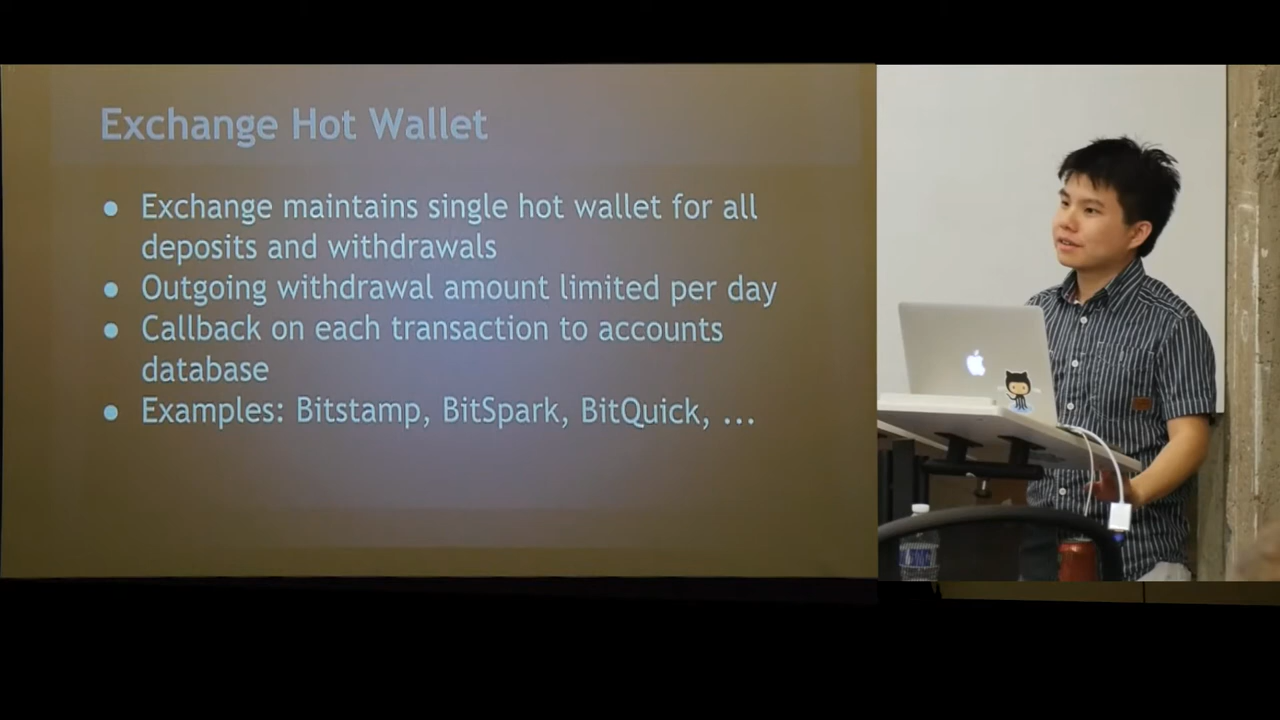 Exchange Hot Wallet
● Exchange maintains single hot wallet for all
deposits and withdrawals
● Outgoing withdrawal amount limited per day
● Callback on each transaction to accounts
database
● Examples: Bitstamp, BitSpark, BitQuick, ...